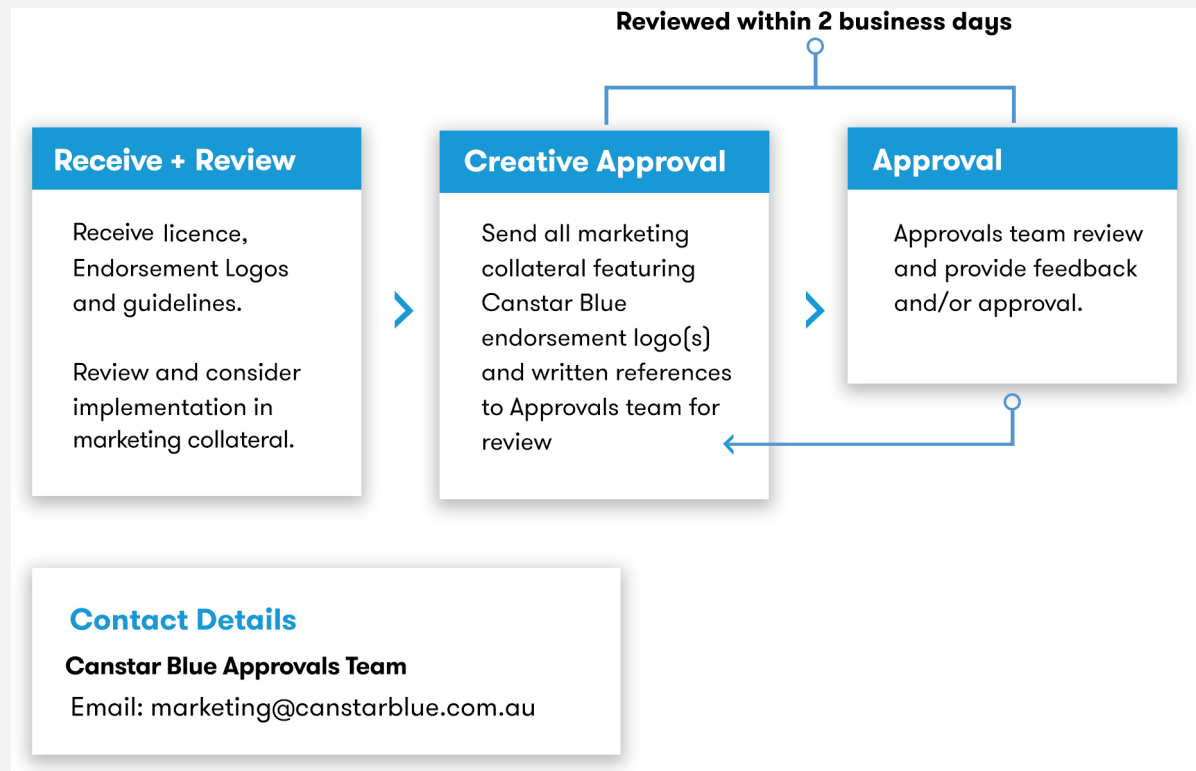 Reviewed within 2 business days
Receive + Review
Receive licence,
Endorsement Logos
and guidelines.
Review and consider
implementation in
marketing collateral.
Creative Approval
Send all marketing
collateral featuring
Canstar Blue
endorsement logo(s)
and written references
to Approvals team for
review
Approval
Approvals team review
and provide feedback
and/or approval.
Contact Details
Canstar Blue Approvals Team
Email: marketing@canstarblue.com.au